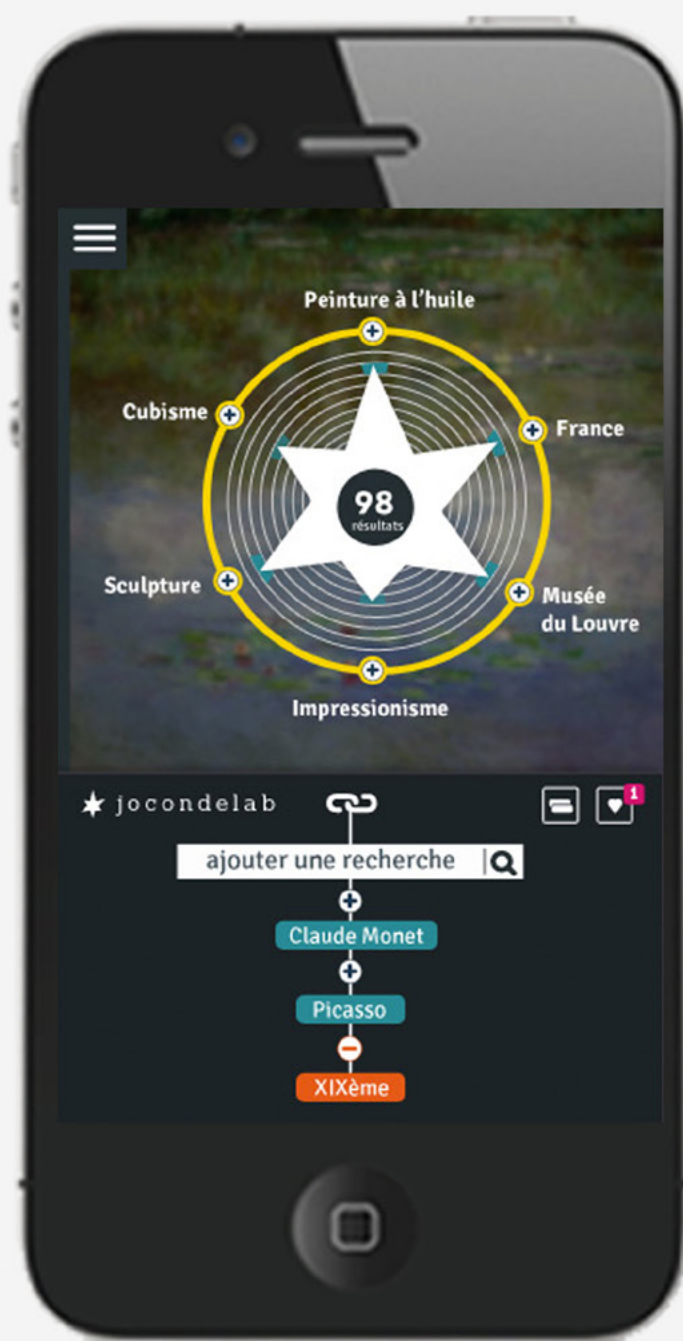 Peinture à l'huile
Cubisme
France
98
résultats
Sculpture
Musée
du Louvre
Impressionisme
jocondelab
1
ajouter une recherche
Claude Monet
Picasso
XIXème